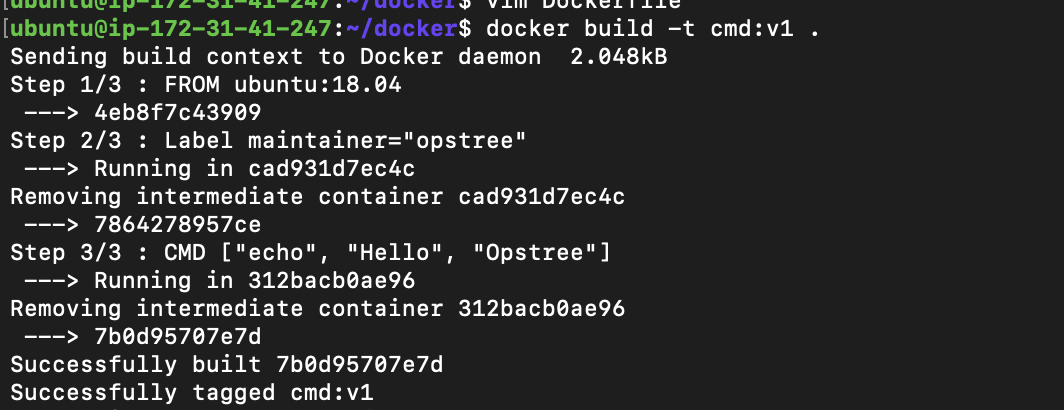 [ubuntu@ip-172-31-41-247:~/docker$ vim Dockerfile
[ubuntu@ip-172-31-41-247:~/docker$ docker build -t cmd:v1 .
Sending build context to Docker daemon  2.048kB
Step 1/3 : FROM ubuntu:18.04
 ---> 4eb8f7c43909
Step 2/3 : Label maintainer="opstree"
 ---> Running in cad931d7ec4c
Removing intermediate container cad931d7ec4c
 ---> 7864278957ce
Step 3/3 : CMD ["echo", "Hello", "Opstree"]
 ---> Running in 312bacb0ae96
Removing intermediate container 312bacb0ae96
 ---> 7b0d95707e7d
Successfully built 7b0d95707e7d
Successfully tagged cmd:v1